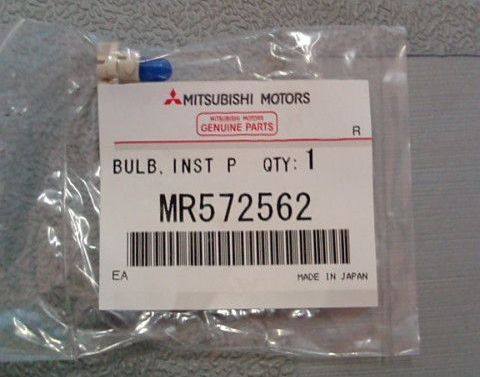 MITSUBISHI MOTORS
MITSUBISHI MOTORS
GENUINE PARTS
R
BULB, INST P QTY: 1
MR572562
EA MADE IN JAPAN